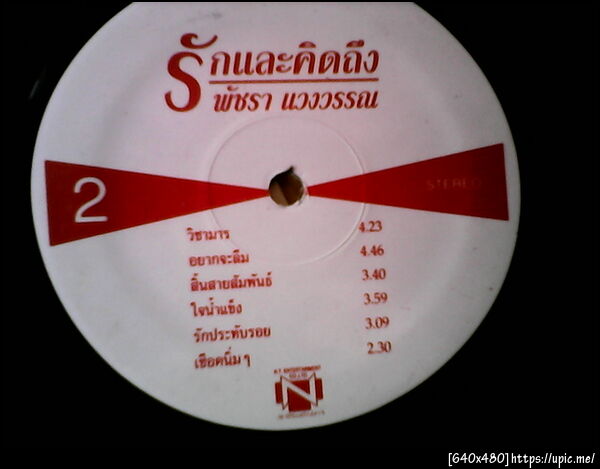 รักและคิดถึง
พัชรา แวงวรรณ
2
STEREO
วิชามาร 4.23
อยากจะลืม 4.46
สิ้นสายสัมพันธ์ 3.40
ใจน้ำแข็ง 3.59
รักประทับรอย 3.09
เชือดนิ่มๆ 2.30
N.T. ENTERTAINMENT
CO.,LTD.
N
[640x480]https://upic.me/